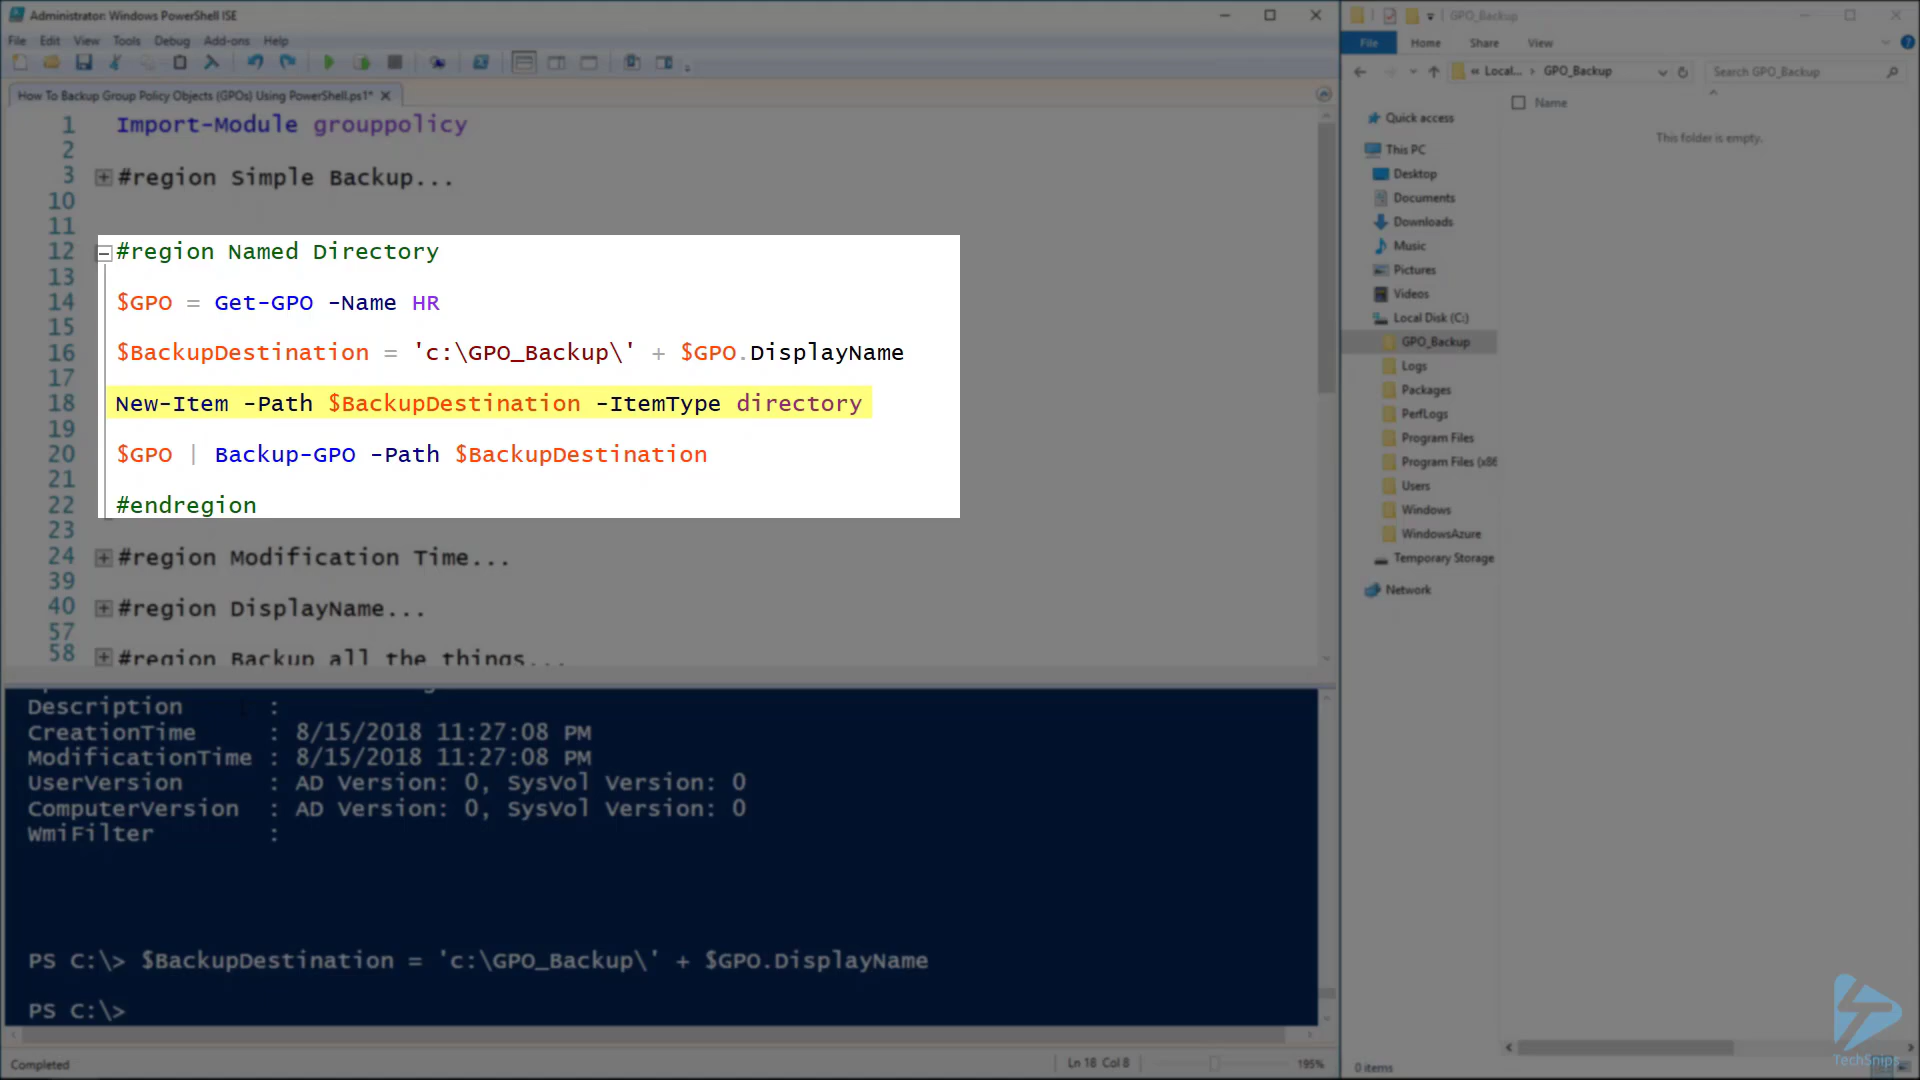 Administrator: Windows PowerShell ISE
File Edit View Tools Debug Add-ons Help
How To Backup Group Policy Objects (GPOs) Using PowerShell.ps1* X
1 Import-Module grouppolicy
2
3 #region Simple Backup...
10
11
12 #region Named Directory
13
14 $GPO = Get-GPO -Name HR
15
16 $BackupDestination = 'c:\GPO_Backup\' + $GPO.DisplayName
17
18 New-Item -Path $BackupDestination -ItemType directory
19
20 $GPO | Backup-GPO -Path $BackupDestination
21
22 #endregion
23
24 #region Modification Time...
39
40 #region DisplayName...
57
58 #region Backup all the things...
Description :
CreationTime : 8/15/2018 11:27:08 PM
ModificationTime : 8/15/2018 11:27:08 PM
UserVersion : AD Version: 0, SysVol Version: 0
ComputerVersion : AD Version: 0, SysVol Version: 0
WmiFilter :
PS C:\> $BackupDestination = 'c:\GPO_Backup\' + $GPO.DisplayName
PS C:\>
Completed
Ln 18 Col 8
195%
GPO_Backup
File Home Share View
« Local... › GPO_Backup
Search GPO_Backup
Name
This folder is empty.
Quick access
This PC
Desktop
Documents
Downloads
Music
Pictures
Videos
Local Disk (C:)
GPO_Backup
Logs
Packages
PerfLogs
Program Files
Program Files (x86
Users
Windows
WindowsAzure
Temporary Storage
Network
0 items
TechSnips